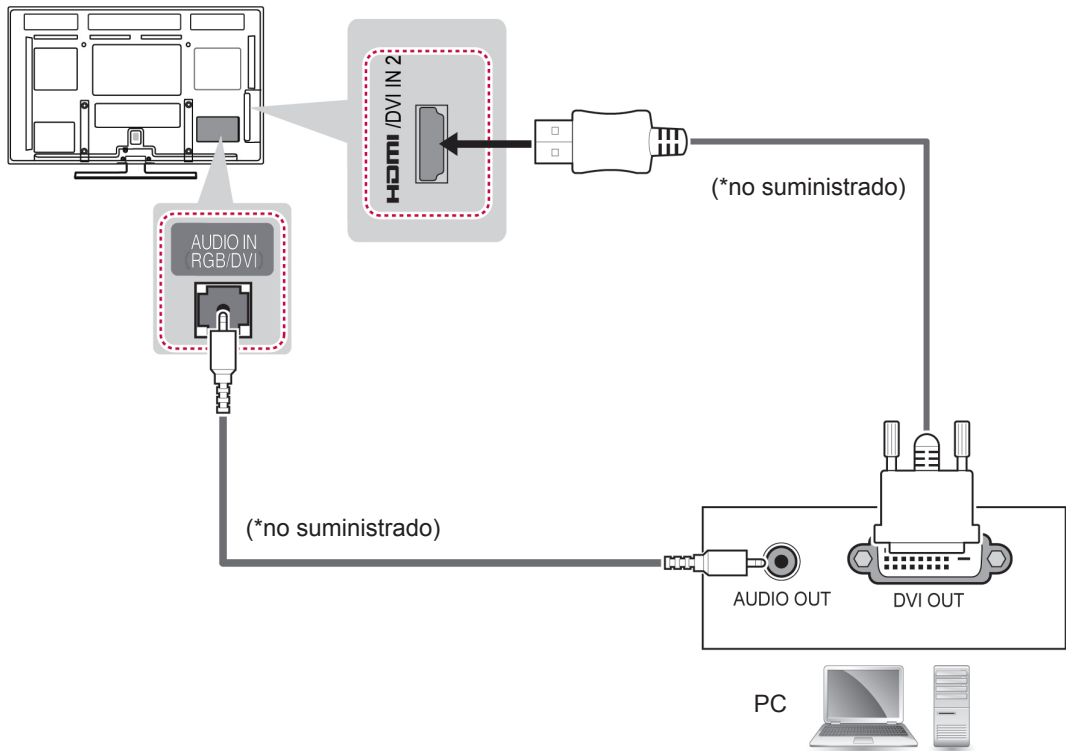 HDMI /DVI IN 2
(*no suministrado)
AUDIO IN
(RGB/DVI)
(*no suministrado)
AUDIO OUT
DVI OUT
PC